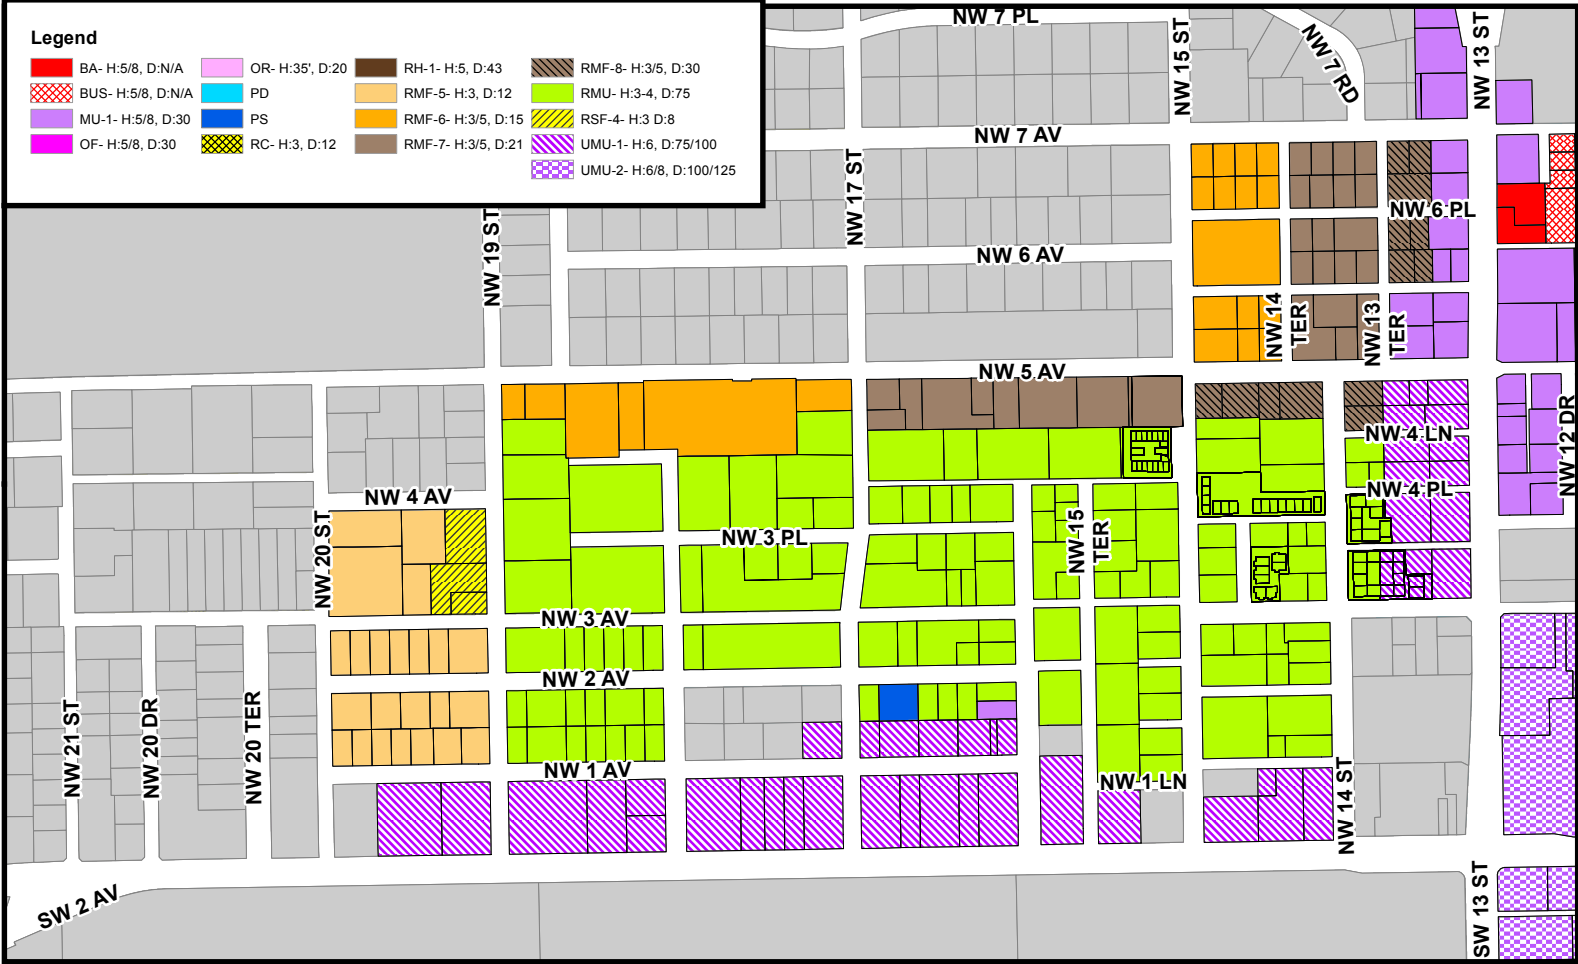 Legend
BA- H:5/8, D:N/A
BUS- H:5/8, D:N/A
MU-1- H:5/8, D:30
OF- H:5/8, D:30
OR- H:35', D:20
PD
PS
RC- H:3, D:12
RH-1- H:5, D:43
RMF-5- H:3, D:12
RMF-6- H:3/5, D:15
RMF-7- H:3/5, D:21
RMF-8- H:3/5, D:30
RMU- H:3-4, D:75
RSF-4- H:3 D:8
UMU-1- H:6, D:75/100
UMU-2- H:6/8, D:100/125
NW 7 PL
NW 15 ST
NW 7 RD
NW 13 ST
NW 7 AV
NW 17 ST
NW 6 PL
NW 19 ST
NW 6 AV
NW 14
TER
NW 13
TER
NW 5 AV
NW 12 DR
NW 4 LN
NW 4 PL
NW 4 AV
NW 20 ST
NW 3 PL
NW 15
TER
NW 3 AV
NW 2 AV
NW 21 ST
NW 20 DR
NW 20 TER
NW 1 AV
NW 1 LN
NW 14 ST
SW 2 AV
SW 13 ST